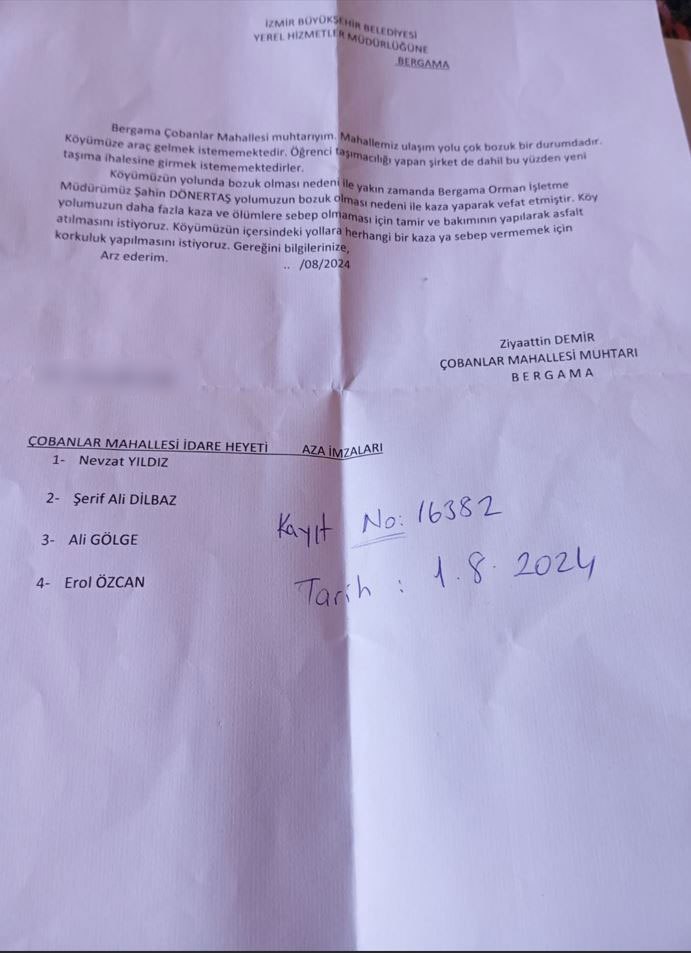 İZMİR BÜYÜKŞEHİR BELEDİYESİ
YEREL HİZMETLER MÜDÜRLÜĞÜNE
BERGAMA
Bergama Çobanlar Mahallesi muhtarıyım. Mahallemiz ulaşım yolu çok bozuk bir durumdadır.
Köyümüze araç gelmek istememektedir. Öğrenci taşımacılığı yapan şirket de dahil bu yüzden yeni
taşıma ihalesine girmek istememektedirler.
Köyümüzün yolunda bozuk olması nedeni ile yakın zamanda Bergama Orman İşletme
Müdürümüz Şahin DÖNERTAŞ yolumuzun bozuk olması nedeni ile kaza yaparak vefat etmiştir. Köy
yolumuzun daha fazla kaza ve ölümlere sebep olmaması için tamir ve bakımının yapılarak asfalt
atılmasını istiyoruz. Köyümüzün içersindeki yollara herhangi bir kaza ya sebep vermemek için
korkuluk yapılmasını istiyoruz. Gereğini bilgilerinize,
Arz ederim. .. /08/2024
Ziyaattin DEMİR
ÇOBANLAR MAHALLESİ MUHTARI
BERGAMA
ÇOBANLAR MAHALLESİ İDARE HEYETİ AZA İMZALARI
1- Nevzat YILDIZ
2- Şerif Ali DİLBAZ
3- Ali GÖLGE
4- Erol ÖZCAN
Kayıt No: 16382
Tarih : 1.8.2024